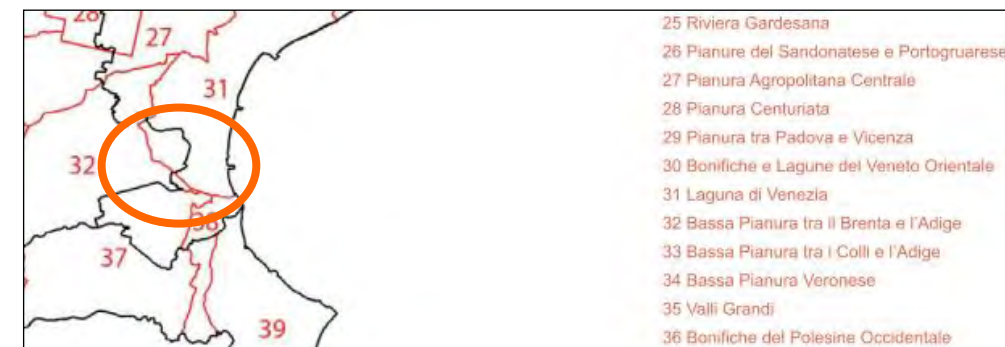 28
27
31
32
38
37
39
25 Riviera Gardesana
26 Pianure del Sandonatese e Portogruarese
27 Pianura Agropolitana Centrale
28 Pianura Centuriata
29 Pianura tra Padova e Vicenza
30 Bonifiche e Lagune del Veneto Orientale
31 Laguna di Venezia
32 Bassa Pianura tra il Brenta e l'Adige
33 Bassa Pianura tra i Colli e l'Adige
34 Bassa Pianura Veronese
35 Valli Grandi
36 Bonifiche del Polesine Occidentale